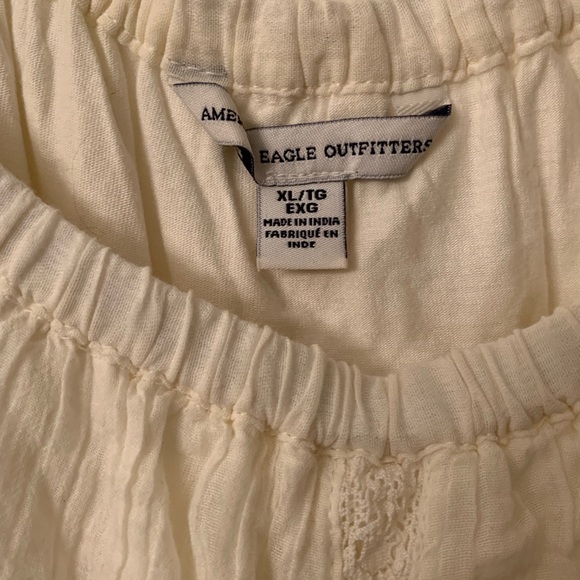 AME
EAGLE OUTFITTERS
XL/TG
EXG
MADE IN INDIA
FABRIQUÉ EN
INDE